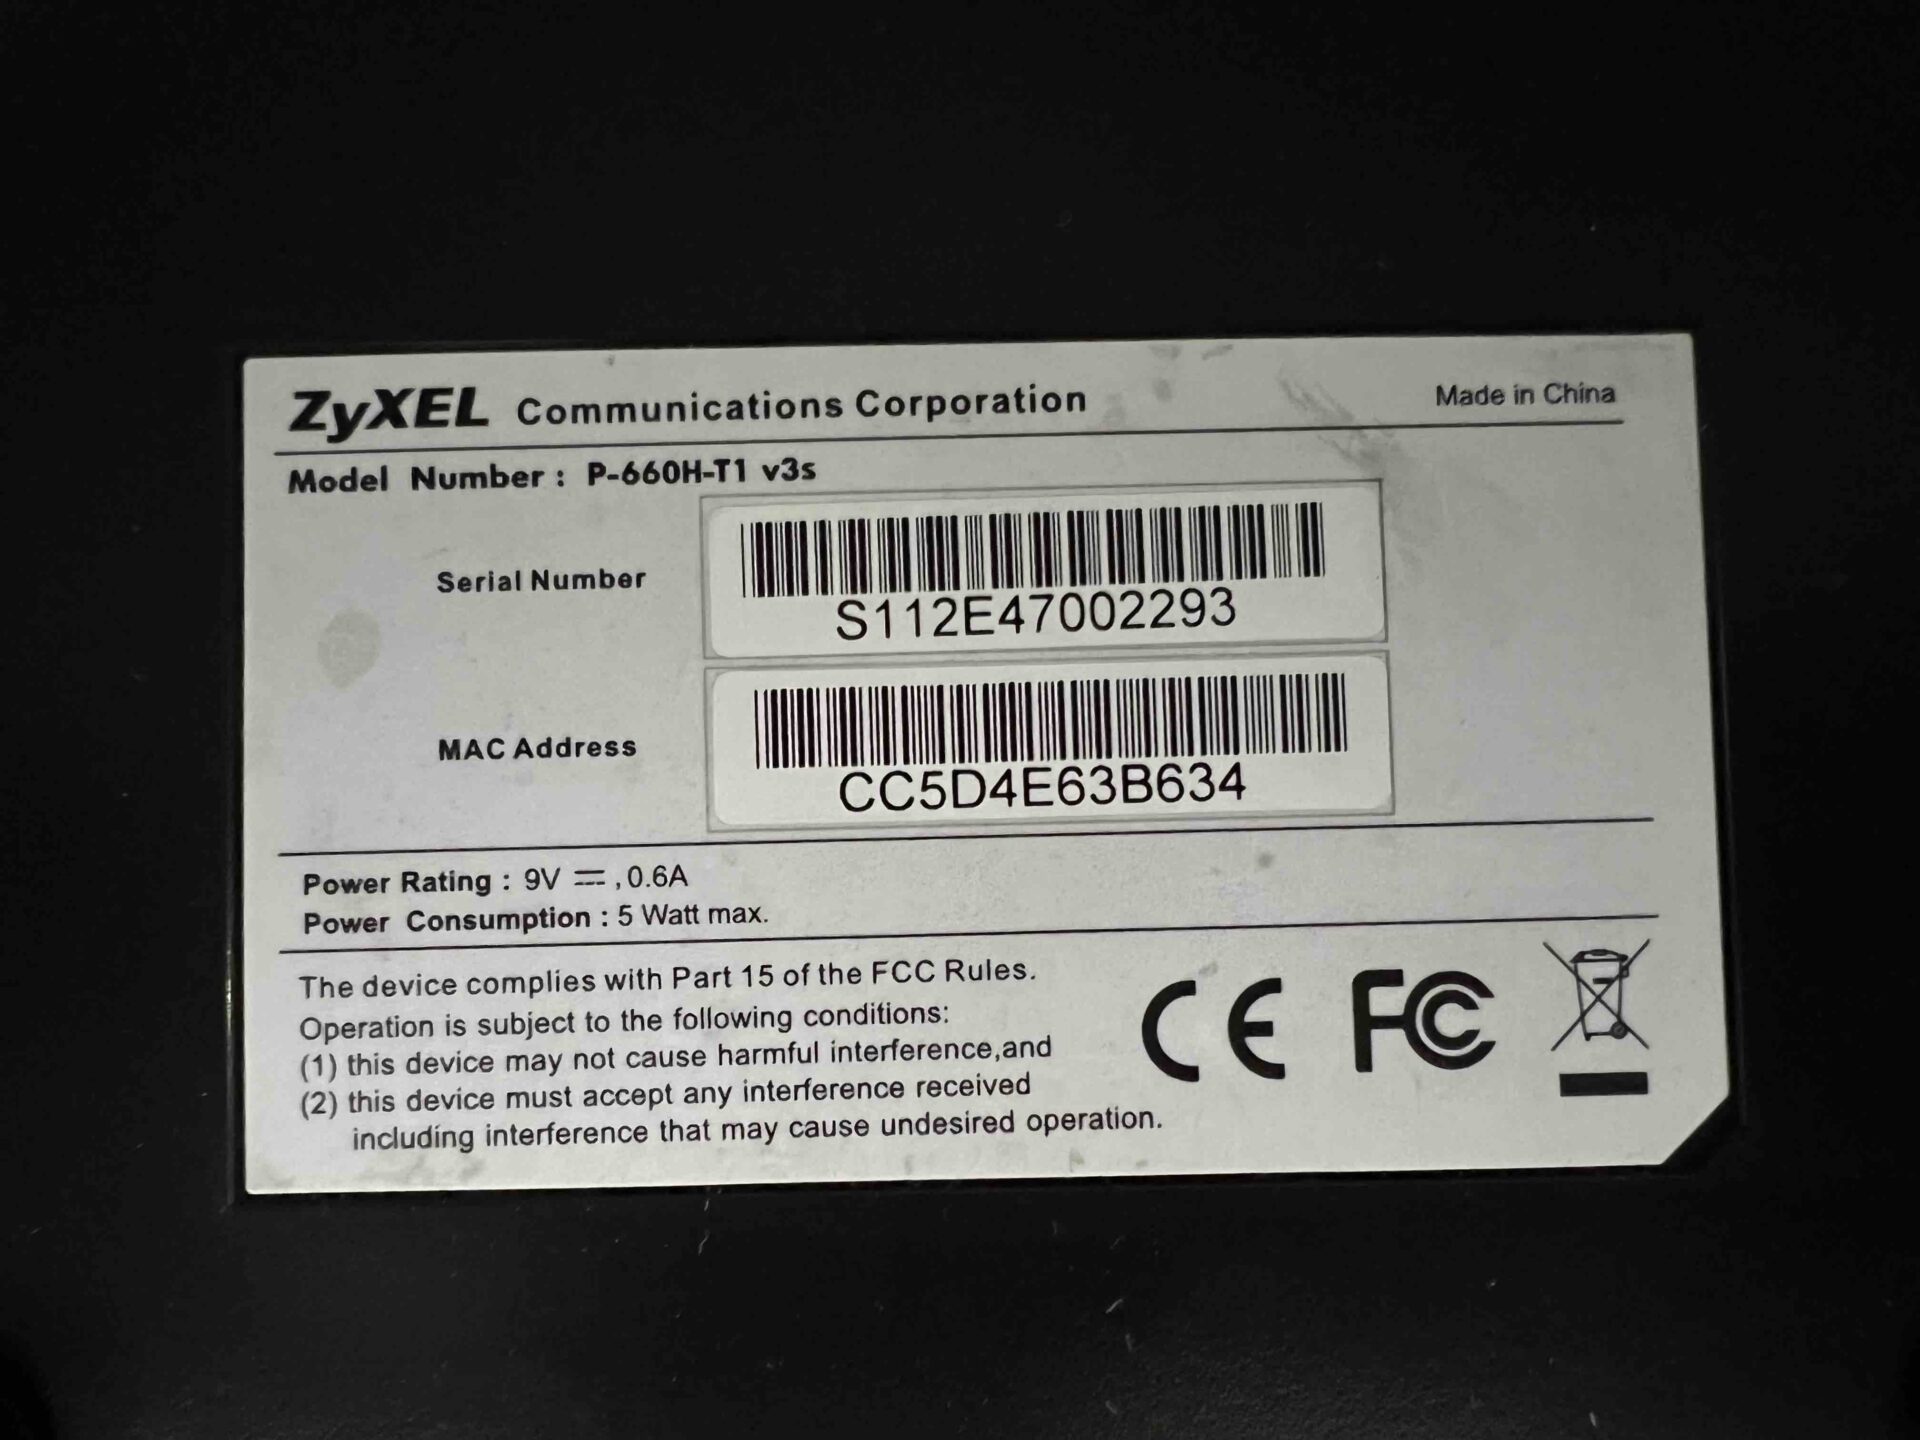 ZyXEL Communications Corporation Made in China
Model Number : P-660H-T1 v3s
Serial Number
S112E47002293
MAC Address
CC5D4E63B634
Power Rating : 9V ⎓ , 0.6A
Power Consumption : 5 Watt max.
The device complies with Part 15 of the FCC Rules.
Operation is subject to the following conditions:
(1) this device may not cause harmful interference,and
(2) this device must accept any interference received
including interference that may cause undesired operation.
CE FC